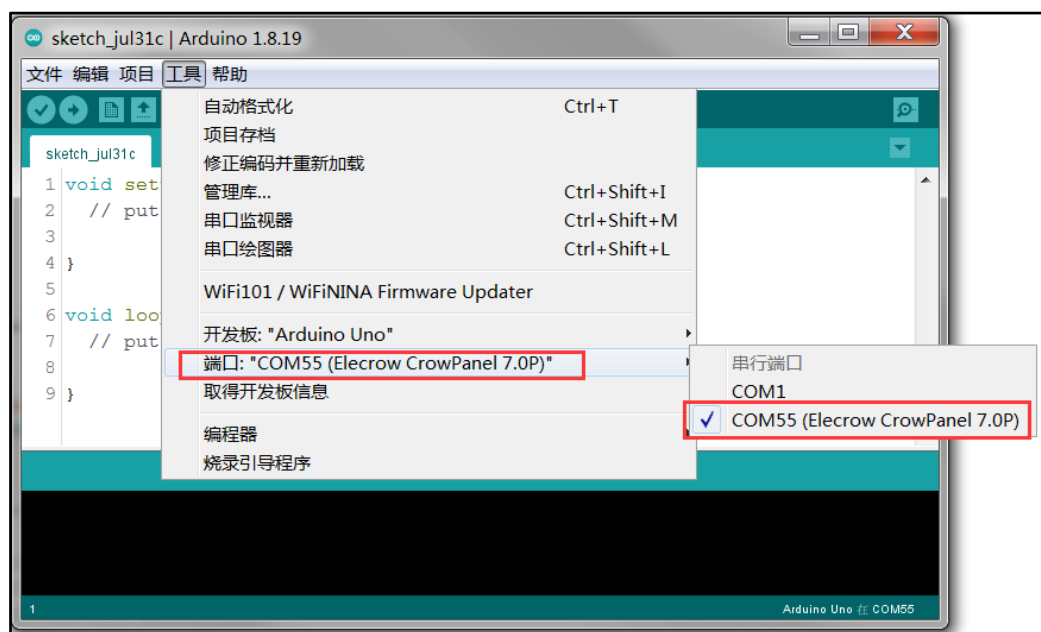 sketch_jul31c | Arduino 1.8.19
文件 编辑 项目 工具 帮助
sketch_jul31c
自动格式化 Ctrl+T
项目存档
修正编码并重新加载
管理库... Ctrl+Shift+I
串口监视器 Ctrl+Shift+M
串口绘图器 Ctrl+Shift+L
WiFi101 / WiFiNINA Firmware Updater
开发板: "Arduino Uno"
端口: "COM55 (Elecrow CrowPanel 7.0P)"
取得开发板信息
编程器
烧录引导程序
串行端口
COM1
COM55 (Elecrow CrowPanel 7.0P)
1 void set
2 // put
3
4 }
5
6 void loo
7 // put
8
9 }
1 Arduino Uno 在 COM55